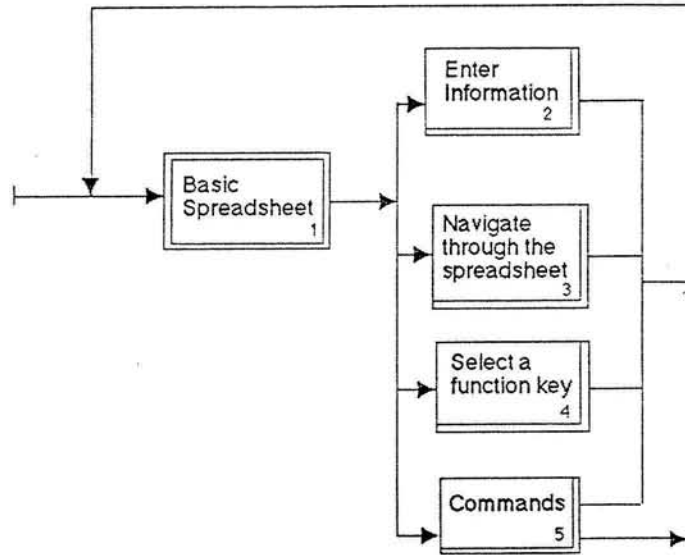 Basic
Spreadsheet
1
Enter
Information
2
Navigate
through the
spreadsheet
3
Select a
function key
4
Commands
5